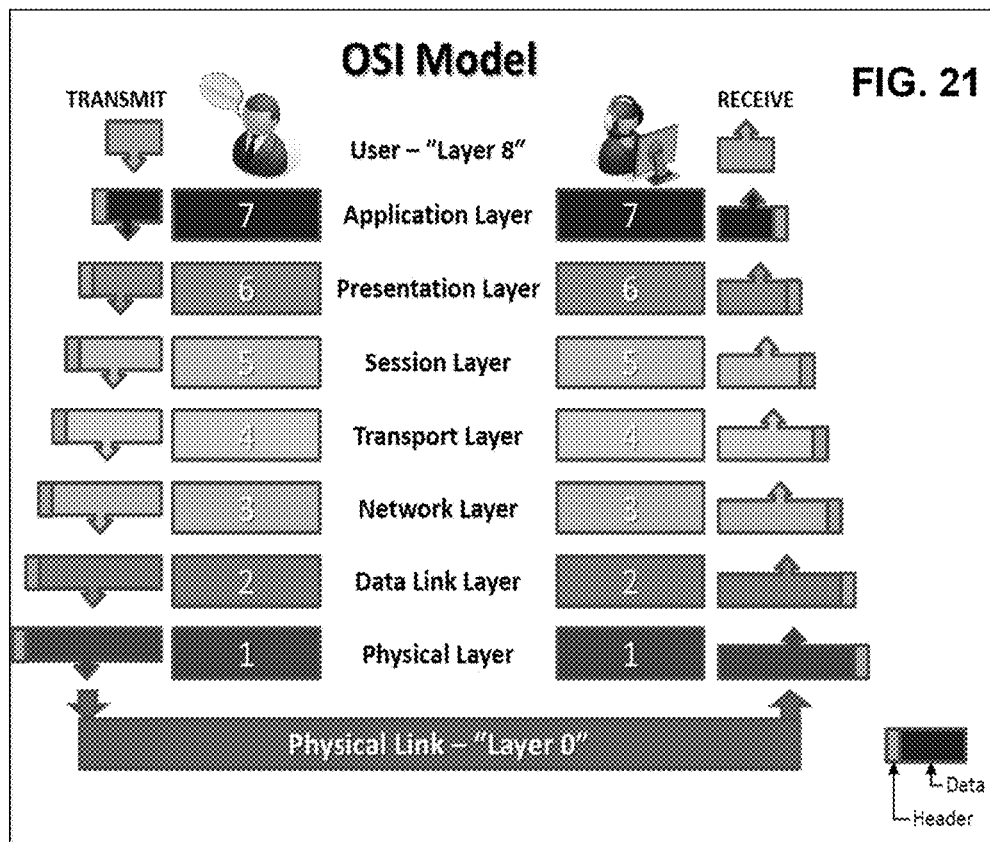 OSI Model
FIG. 21
TRANSMIT
RECEIVE
User – "Layer 8"
7 Application Layer 7
6 Presentation Layer 6
5 Session Layer 5
4 Transport Layer 4
3 Network Layer 3
2 Data Link Layer 2
1 Physical Layer 1
Physical Link – "Layer 0"
Data
Header